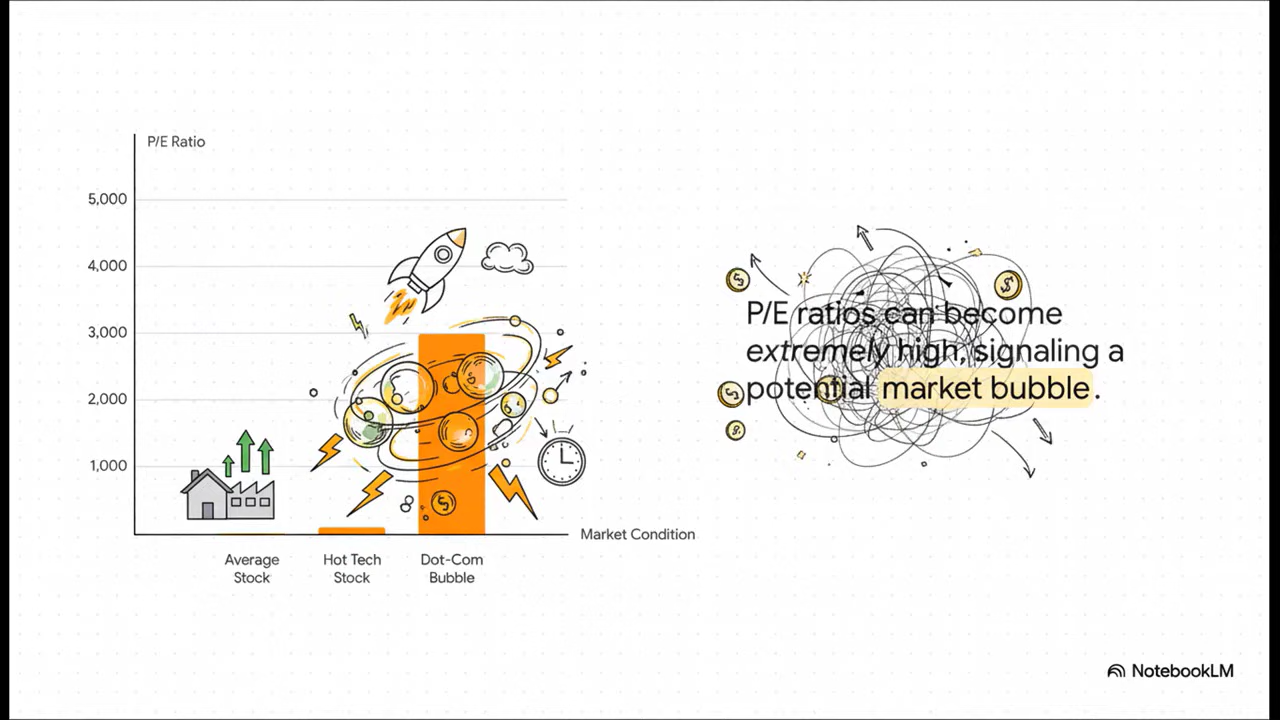 P/E Ratio
5,000
4,000
3,000
2,000
1,000
Market Condition
Average
Stock
Hot Tech
Stock
Dot-Com
Bubble
P/E ratios can become
extremely high, signaling a
potential market bubble.
NotebookLM